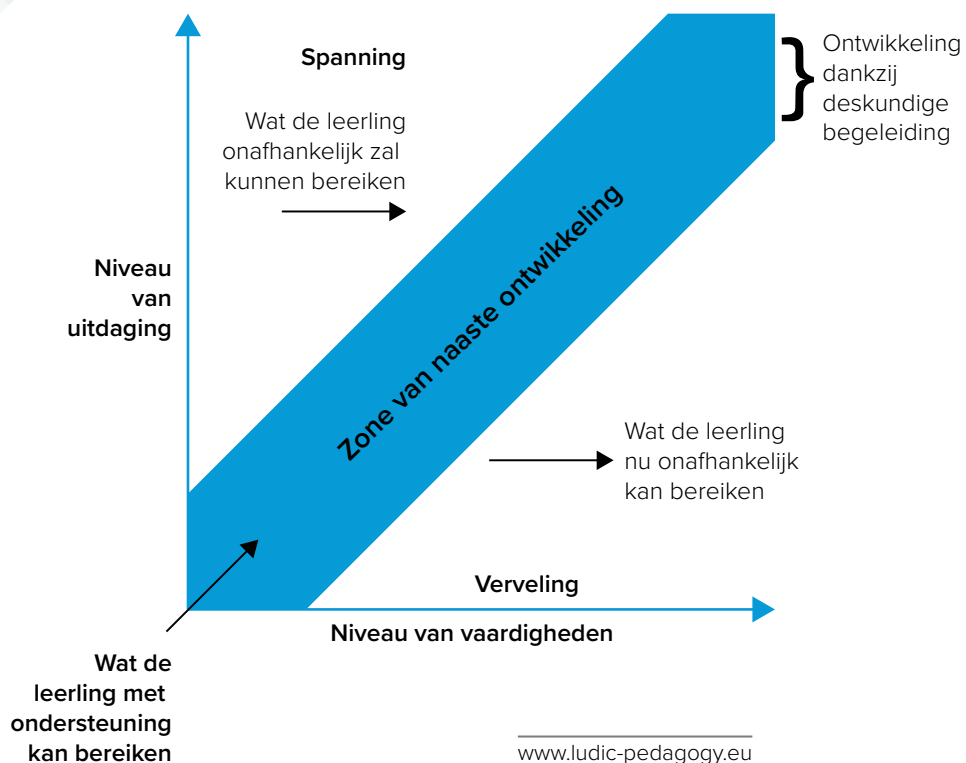 Spanning
Wat de leerling
onafhankelijk zal
kunnen bereiken
Ontwikkeling
dankzij
deskundige
begeleiding
Niveau
van
uitdaging
Zone van naaste ontwikkeling
Wat de leerling
nu onafhankelijk
kan bereiken
Verveling
Niveau van vaardigheden
Wat de
leerling met
ondersteuning
kan bereiken
www.ludic-pedagogy.eu